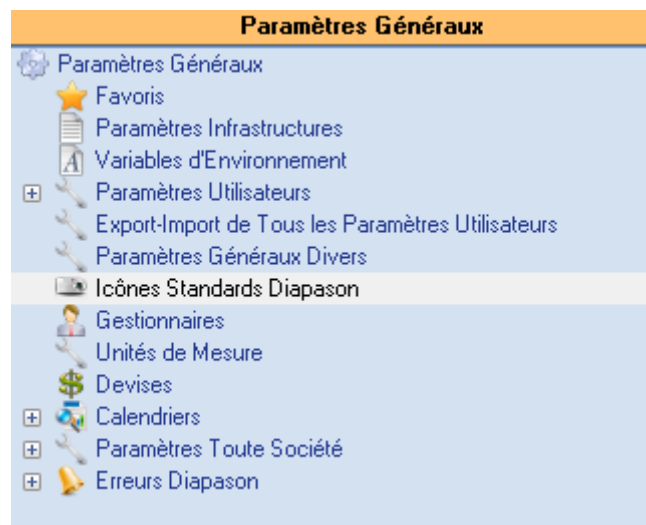 Paramètres Généraux
Paramètres Généraux
Favoris
Paramètres Infrastructures
Variables d'Environnement
Paramètres Utilisateurs
Export-Import de Tous les Paramètres Utilisateurs
Paramètres Généraux Divers
Icônes Standards Diapason
Gestionnaires
Unités de Mesure
Devises
Calendriers
Paramètres Toute Société
Erreurs Diapason